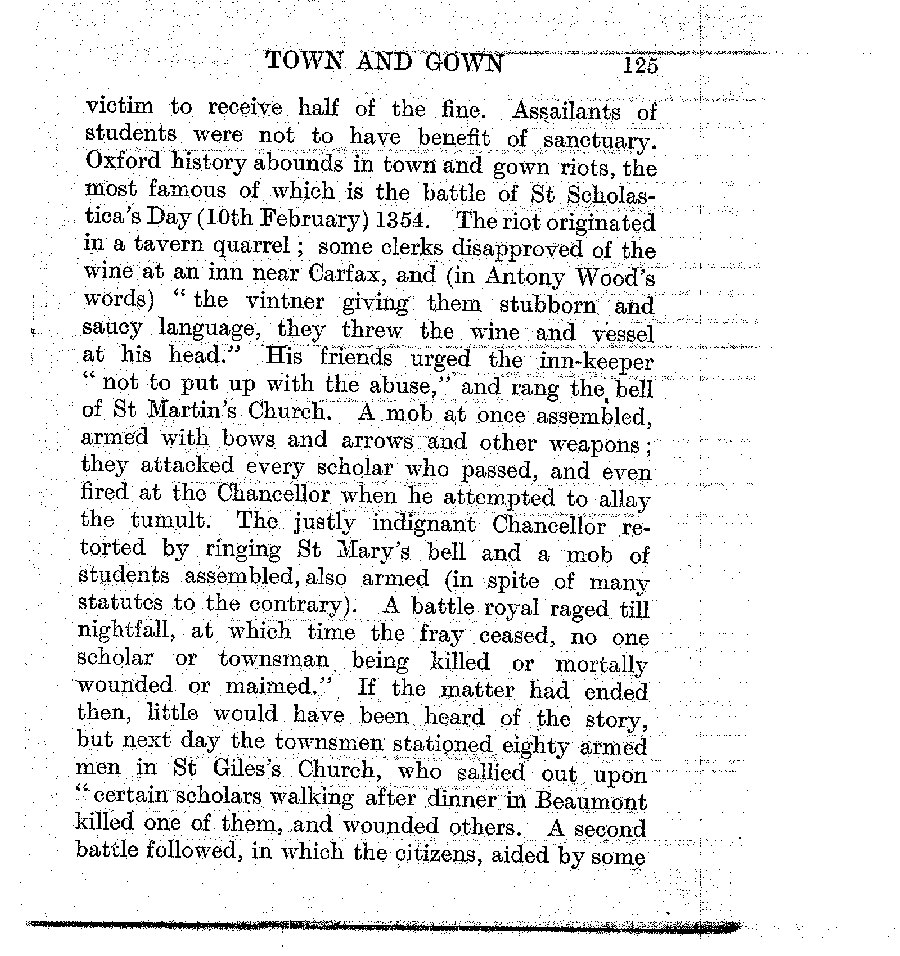 TOWN AND GOWN 125
victim to receive half of the fine. Assailants of
students were not to have benefit of sanctuary.
Oxford history abounds in town and gown riots, the
most famous of which is the battle of St Scholas-
tica's Day (10th February) 1354. The riot originated
in a tavern quarrel ; some clerks disapproved of the
wine at an inn near Carfax, and (in Antony Wood's
words) " the vintner giving them stubborn and
saucy language, they threw the wine and vessel
at his head." His friends urged the inn-keeper
" not to put up with the abuse," and rang the bell
of St Martin's Church. A mob at once assembled,
armed with bows and arrows and other weapons ;
they attacked every scholar who passed, and even
fired at the Chancellor when he attempted to allay
the tumult. The justly indignant Chancellor re-
torted by ringing St Mary's bell and a mob of
students assembled, also armed (in spite of many
statutes to the contrary). A battle royal raged till
nightfall, at which time the fray ceased, no one
scholar or townsman being killed or mortally
wounded or maimed." If the matter had ended
then, little would have been heard of the story,
but next day the townsmen stationed eighty armed
men in St Giles's Church, who sallied out upon
" certain scholars walking after dinner in Beaumont
killed one of them, and wounded others. A second
battle followed, in which the citizens, aided by some